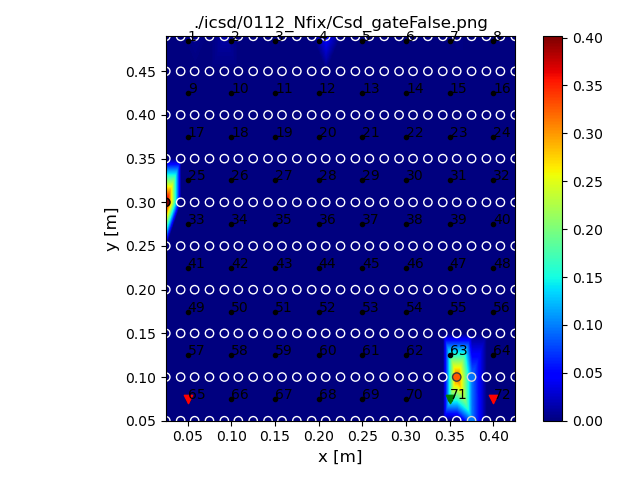 ./icsd/0112_Nfix/Csd_gateFalse.png
1 2 3 4 5 6 7 8
0.45
9 10 11 12 13 14 15 16
0.40
17 18 19 20 21 22 23 24
0.35
25 26 27 28 29 30 31 32
0.30
33 34 35 36 37 38 39 40
0.25
41 42 43 44 45 46 47 48
0.20
49 50 51 52 53 54 55 56
0.15
57 58 59 60 61 62 63 64
0.10
65 66 67 68 69 70 71 72
0.05
0.05 0.10 0.15 0.20 0.25 0.30 0.35 0.40
x [m]
y [m]
0.40
0.35
0.30
0.25
0.20
0.15
0.10
0.05
0.00